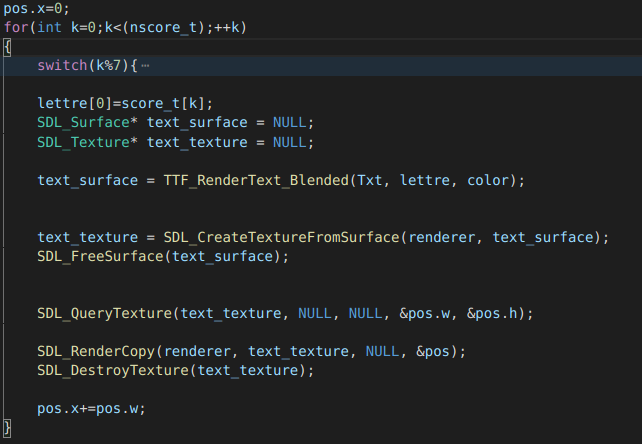 pos.x=0;
for(int k=0;k<(nscore_t);++k)
{
switch(k%7){⋯
lettre[0]=score_t[k];
SDL_Surface* text_surface = NULL;
SDL_Texture* text_texture = NULL;
text_surface = TTF_RenderText_Blended(Txt, lettre, color);
text_texture = SDL_CreateTextureFromSurface(renderer, text_surface);
SDL_FreeSurface(text_surface);
SDL_QueryTexture(text_texture, NULL, NULL, &pos.w, &pos.h);
SDL_RenderCopy(renderer, text_texture, NULL, &pos);
SDL_DestroyTexture(text_texture);
pos.x+=pos.w;
}